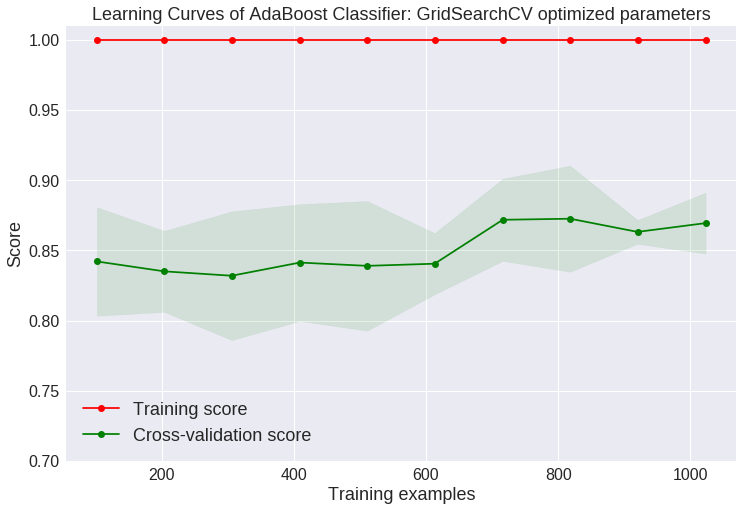 Learning Curves of AdaBoost Classifier: GridSearchCV optimized parameters
1.00
0.95
0.90
0.85
0.80
0.75
0.70
Score
Training score
Cross-validation score
200 400 600 800 1000
Training examples